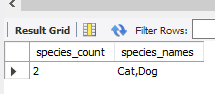 Result Grid Filter Rows:
species_count species_names
2 Cat,Dog